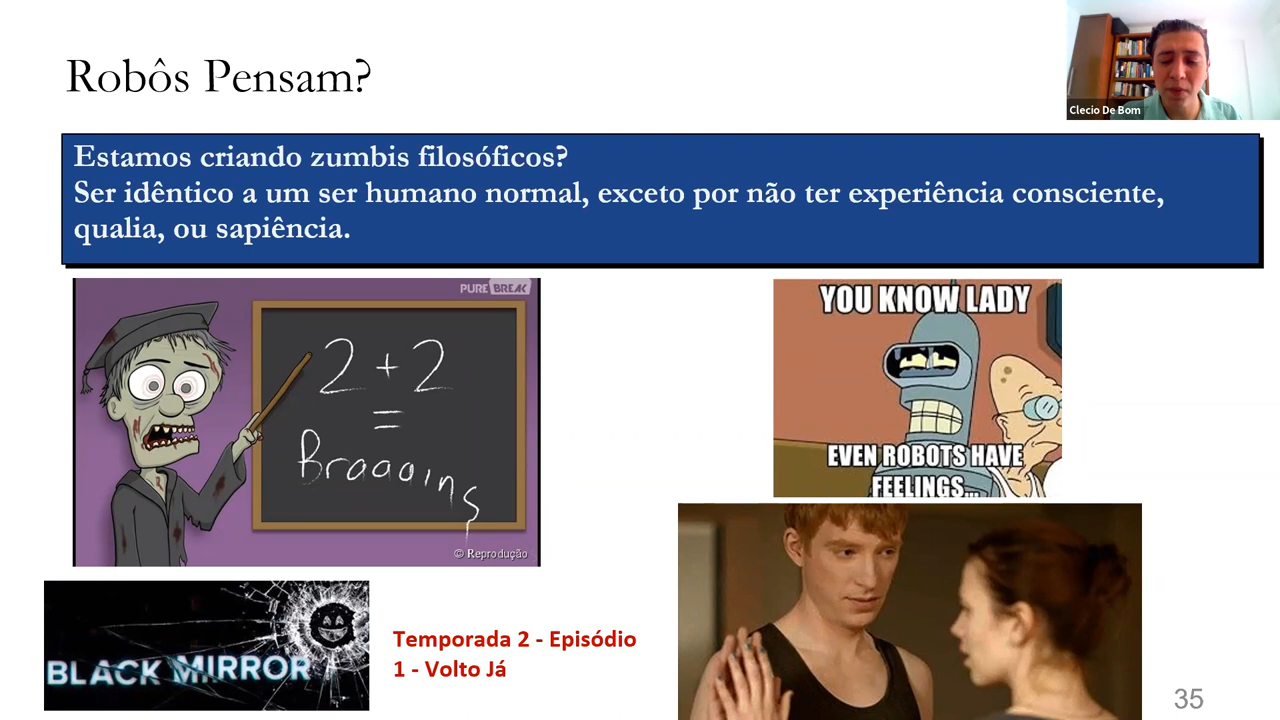 Robôs Pensam?
Clecio De Bom
Estamos criando zumbis filosóficos?
Ser idêntico a um ser humano normal, exceto por não ter experiência consciente,
qualia, ou sapiência.
PUREBREAK
2 + 2
=
Braaains
© Reprodução
YOU KNOW LADY
EVEN ROBOTS HAVE
FEELINGS...
BLACK MIRROR
Temporada 2 - Episódio
1 - Volto Já
35